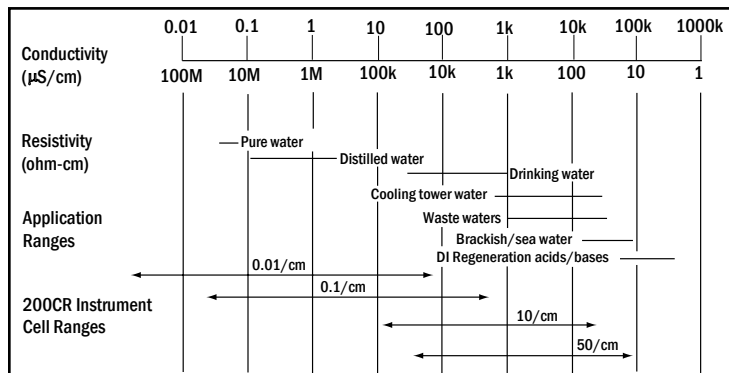 0.01 0.1 1 10 100 1k 10k 100k 1000k
Conductivity
(µS/cm)
100M 10M 1M 100k 10k 1k 100 10 1
Resistivity
(ohm-cm)
Pure water
Distilled water
Drinking water
Cooling tower water
Application
Ranges
Waste waters
Brackish/sea water
DI Regeneration acids/bases
0.01/cm
0.1/cm
200CR Instrument
Cell Ranges
10/cm
50/cm